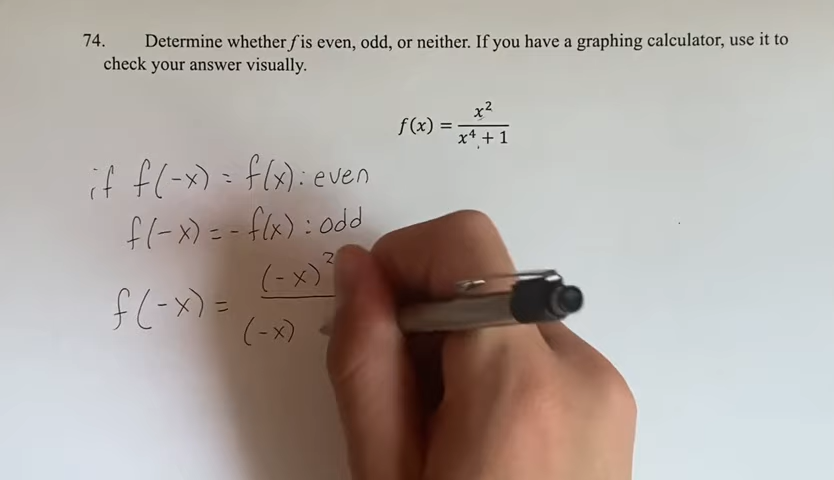 74. Determine whether f is even, odd, or neither. If you have a graphing calculator, use it to
check your answer visually.
f(x) = x² / (x⁴ + 1)
if f(-x) = f(x) : even
f(-x) = - f(x) : odd
f(-x) = (-x)² / (-x)